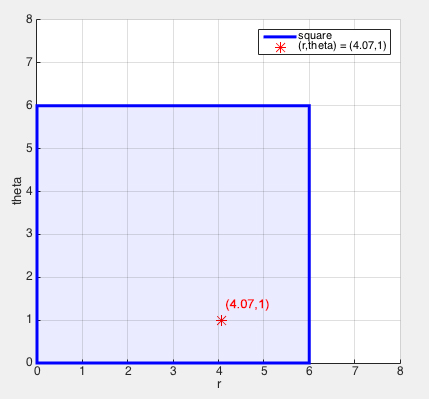 8
7
6
5
4
3
2
1
0
theta
square
(r,theta) = (4.07,1)
(4.07,1)
0 1 2 3 4 5 6 7 8
r